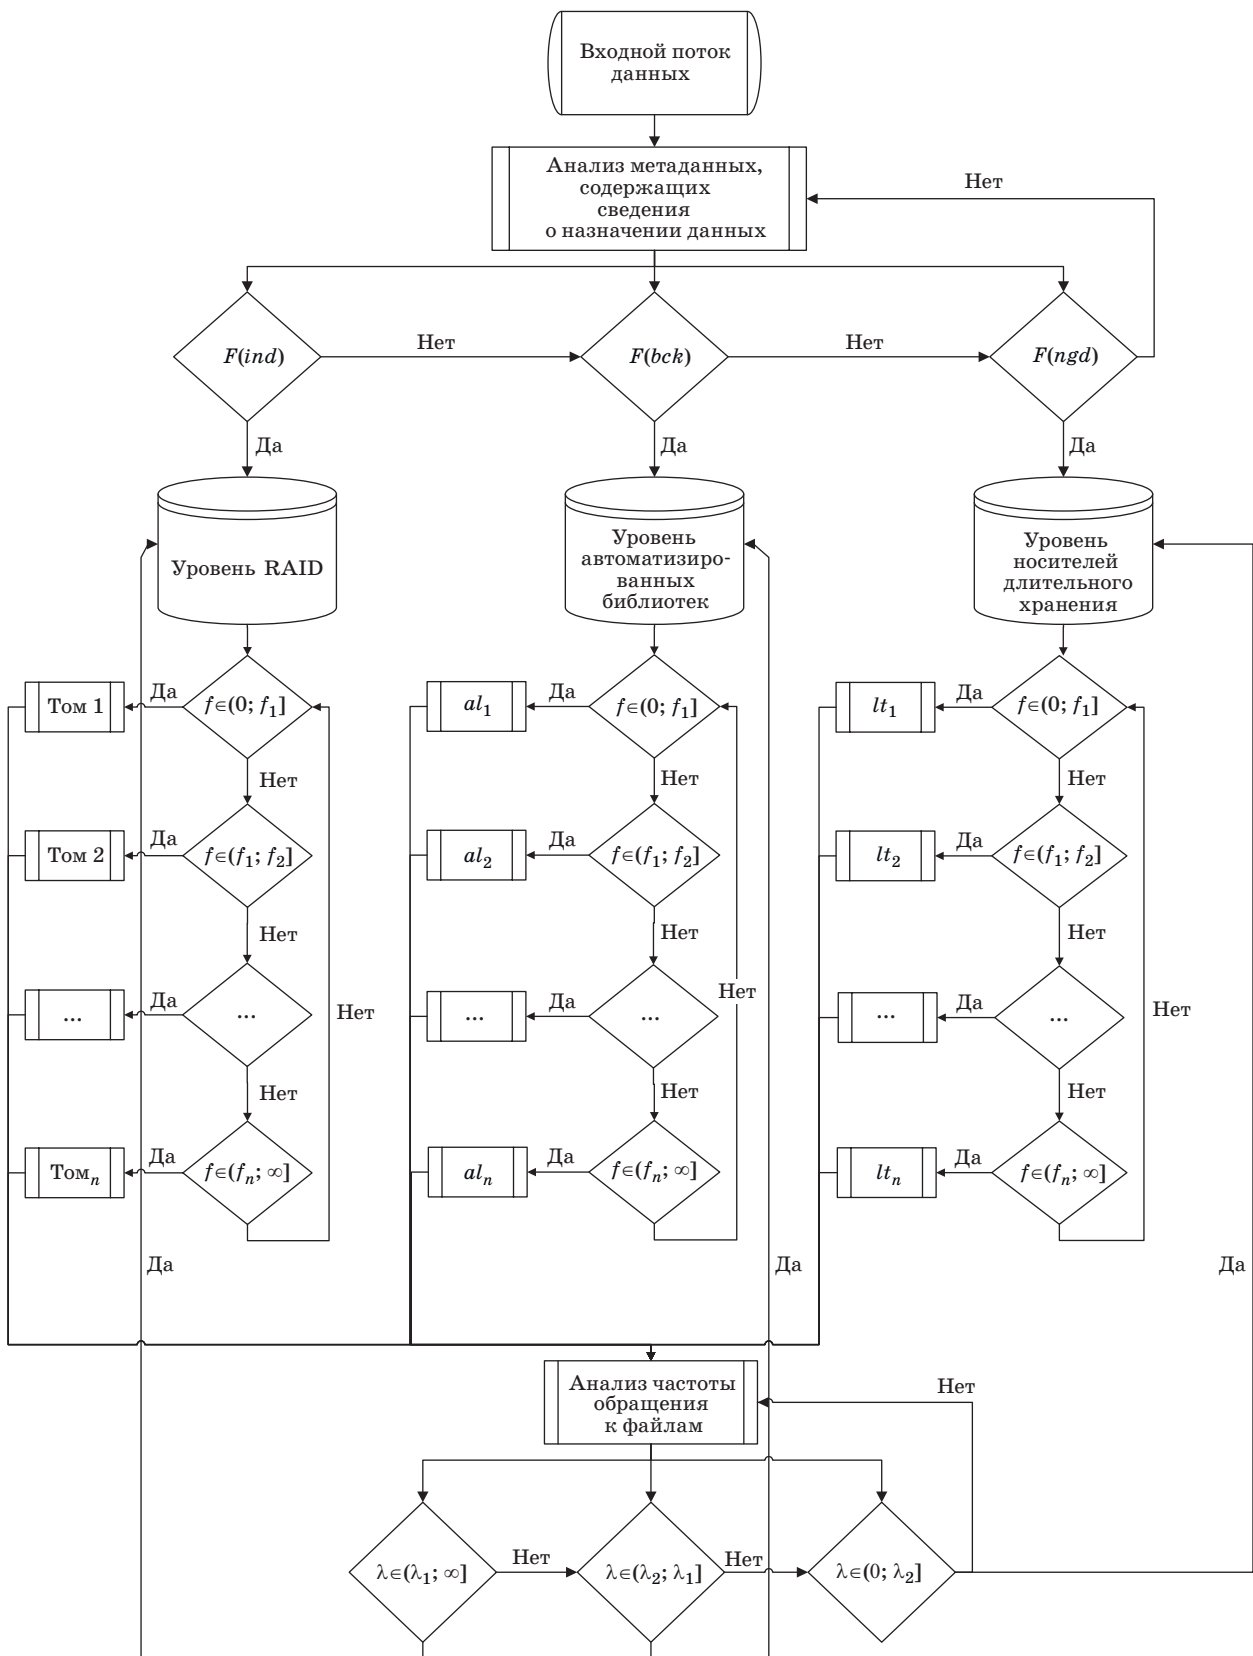 Входной поток
данных
Анализ метаданных,
содержащих
сведения
о назначении данных
Нет
F(ind)
Нет
F(bck)
Нет
F(ngd)
Да
Да
Да
Уровень RAID
Уровень
автоматизиро-
ванных
библиотек
Уровень
носителей
длительного
хранения
Том 1
Да
f∈(0; f₁]
al₁
Да
f∈(0; f₁]
lt₁
Да
f∈(0; f₁]
Нет
Нет
Нет
Том 2
Да
f∈(f₁; f₂]
al₂
Да
f∈(f₁; f₂]
lt₂
Да
f∈(f₁; f₂]
Нет
Нет
Нет
...
Да
...
Нет
...
Да
...
Нет
...
Да
...
Нет
Нет
Нет
Нет
Томₙ
Да
f∈(fₙ; ∞]
alₙ
Да
f∈(fₙ; ∞]
ltₙ
Да
f∈(fₙ; ∞]
Да
Да
Да
Анализ частоты
обращения
к файлам
Нет
λ∈(λ₁; ∞]
Нет
λ∈(λ₂; λ₁]
Нет
λ∈(0; λ₂]